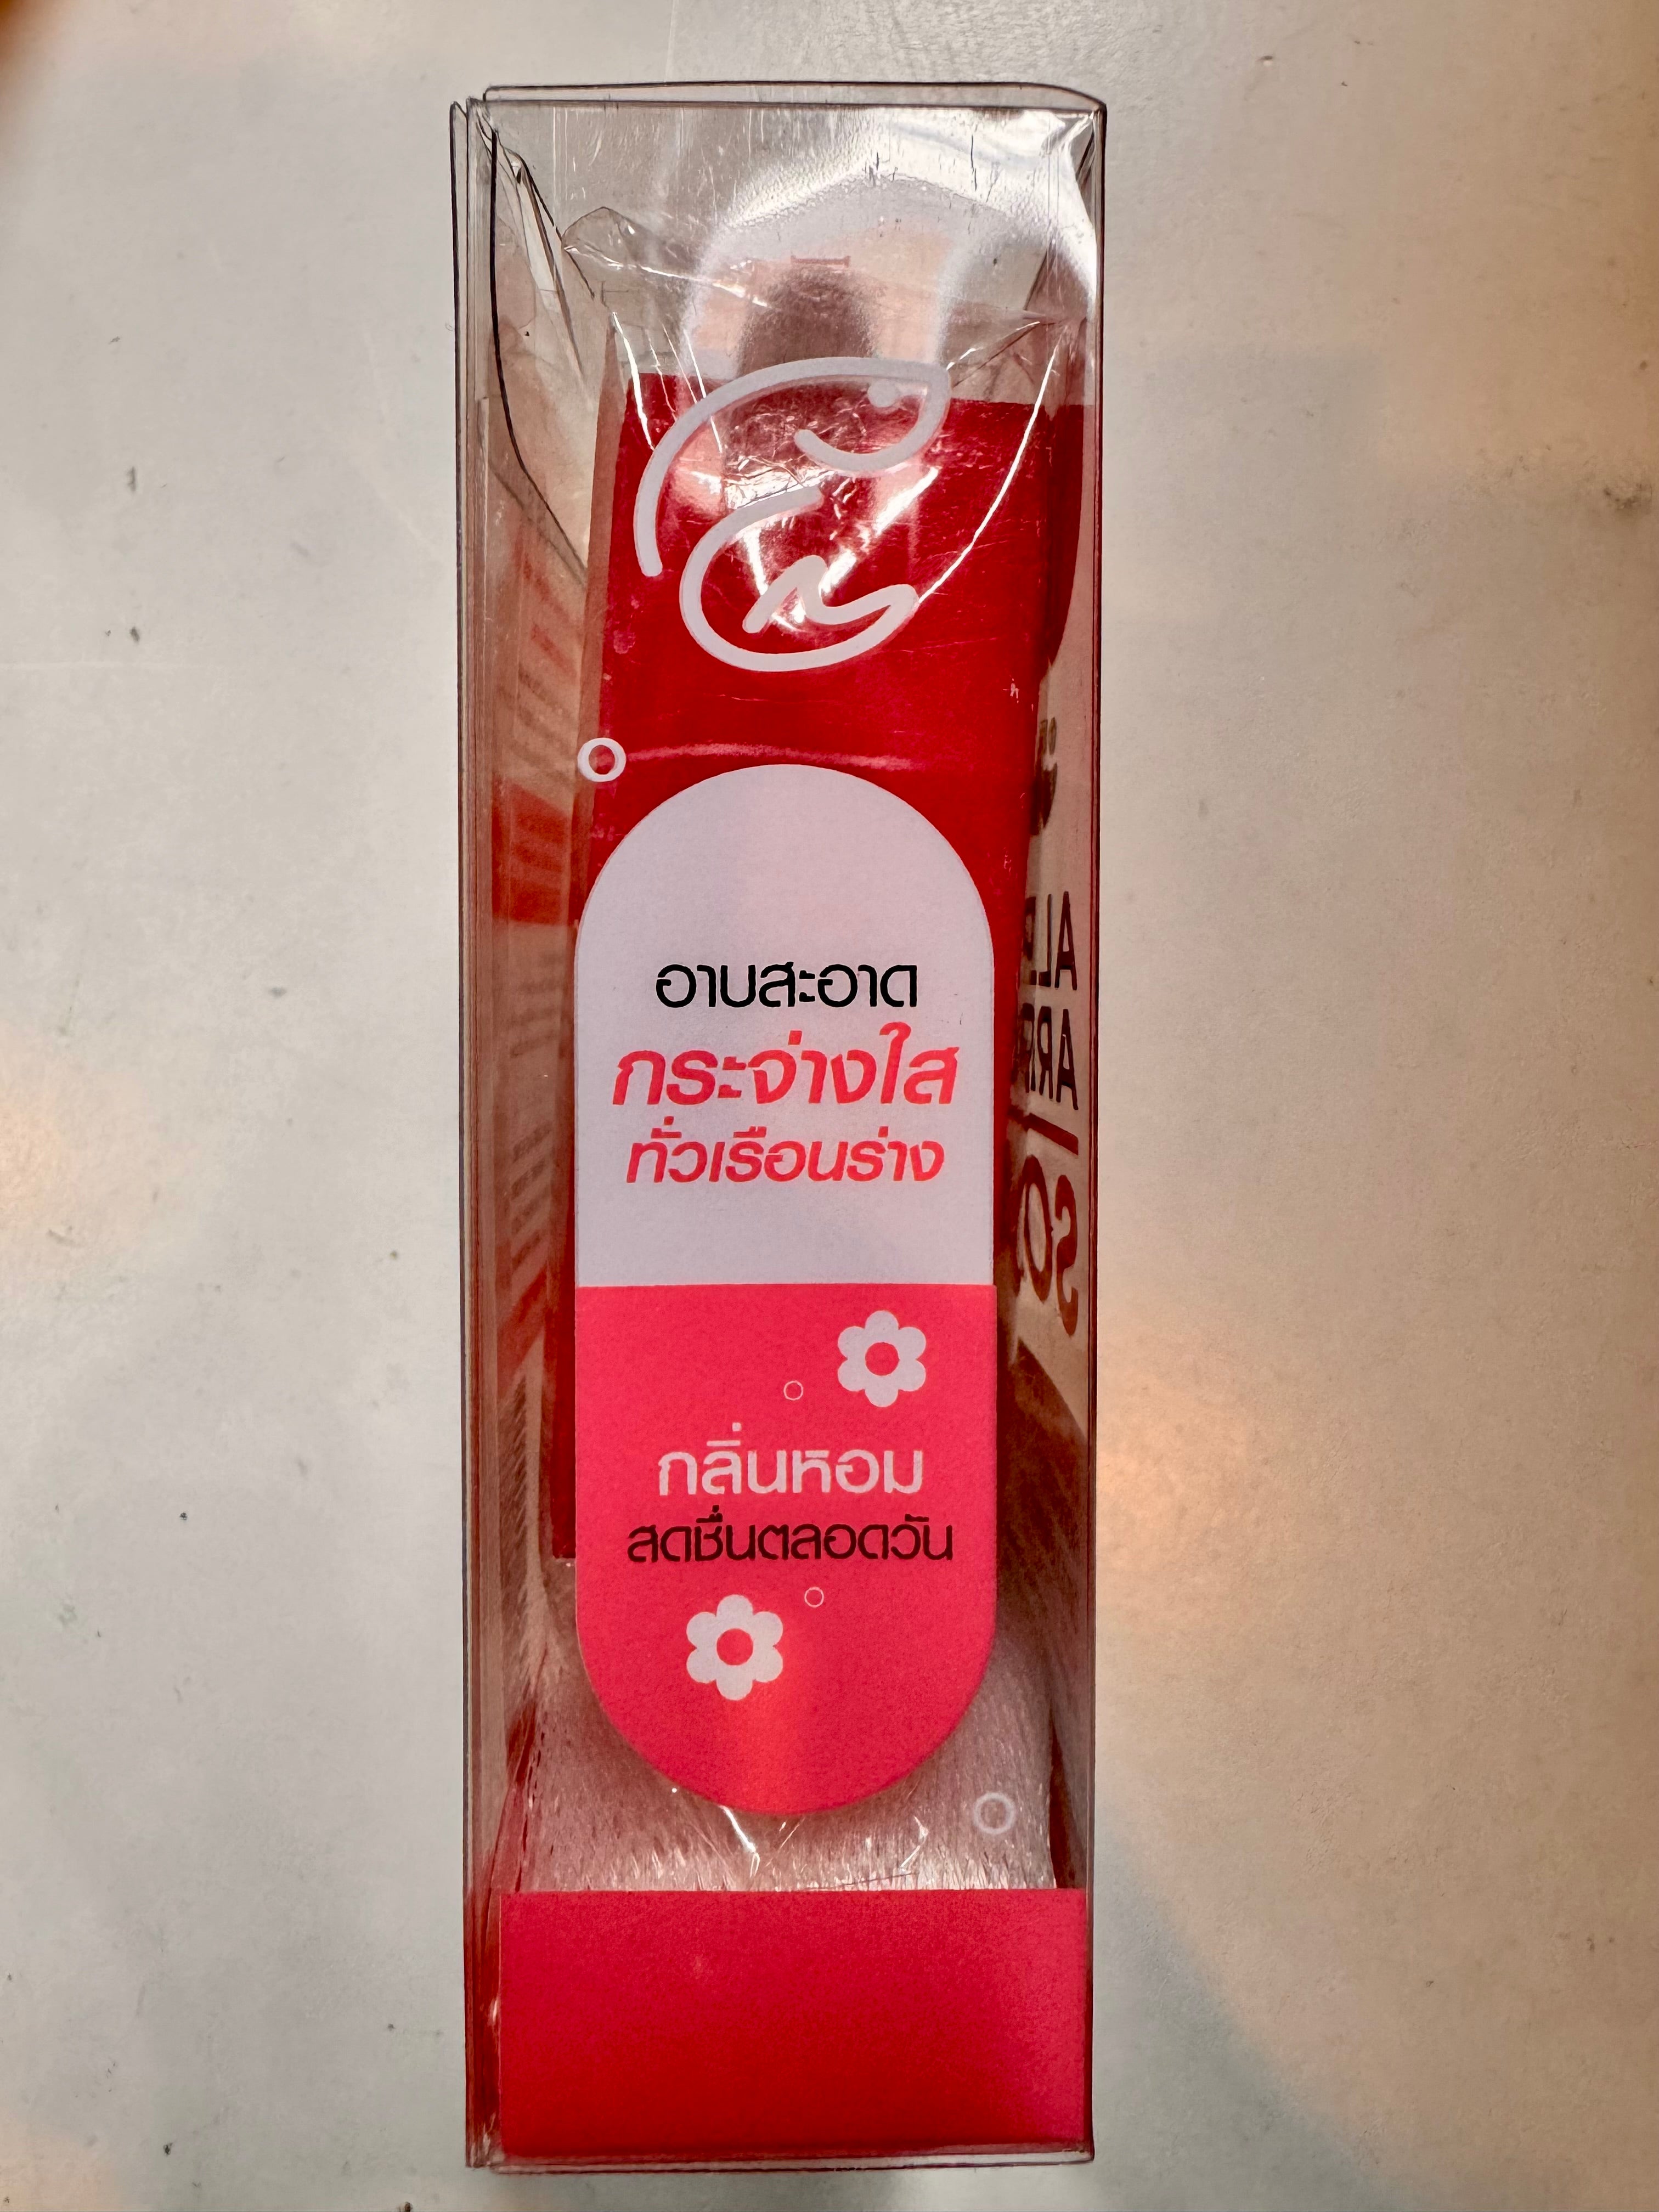 อาบสะอาด
กระจ่างใส
ทั่วเรือนร่าง
กลิ่นหอม
สดชื่นตลอดวัน